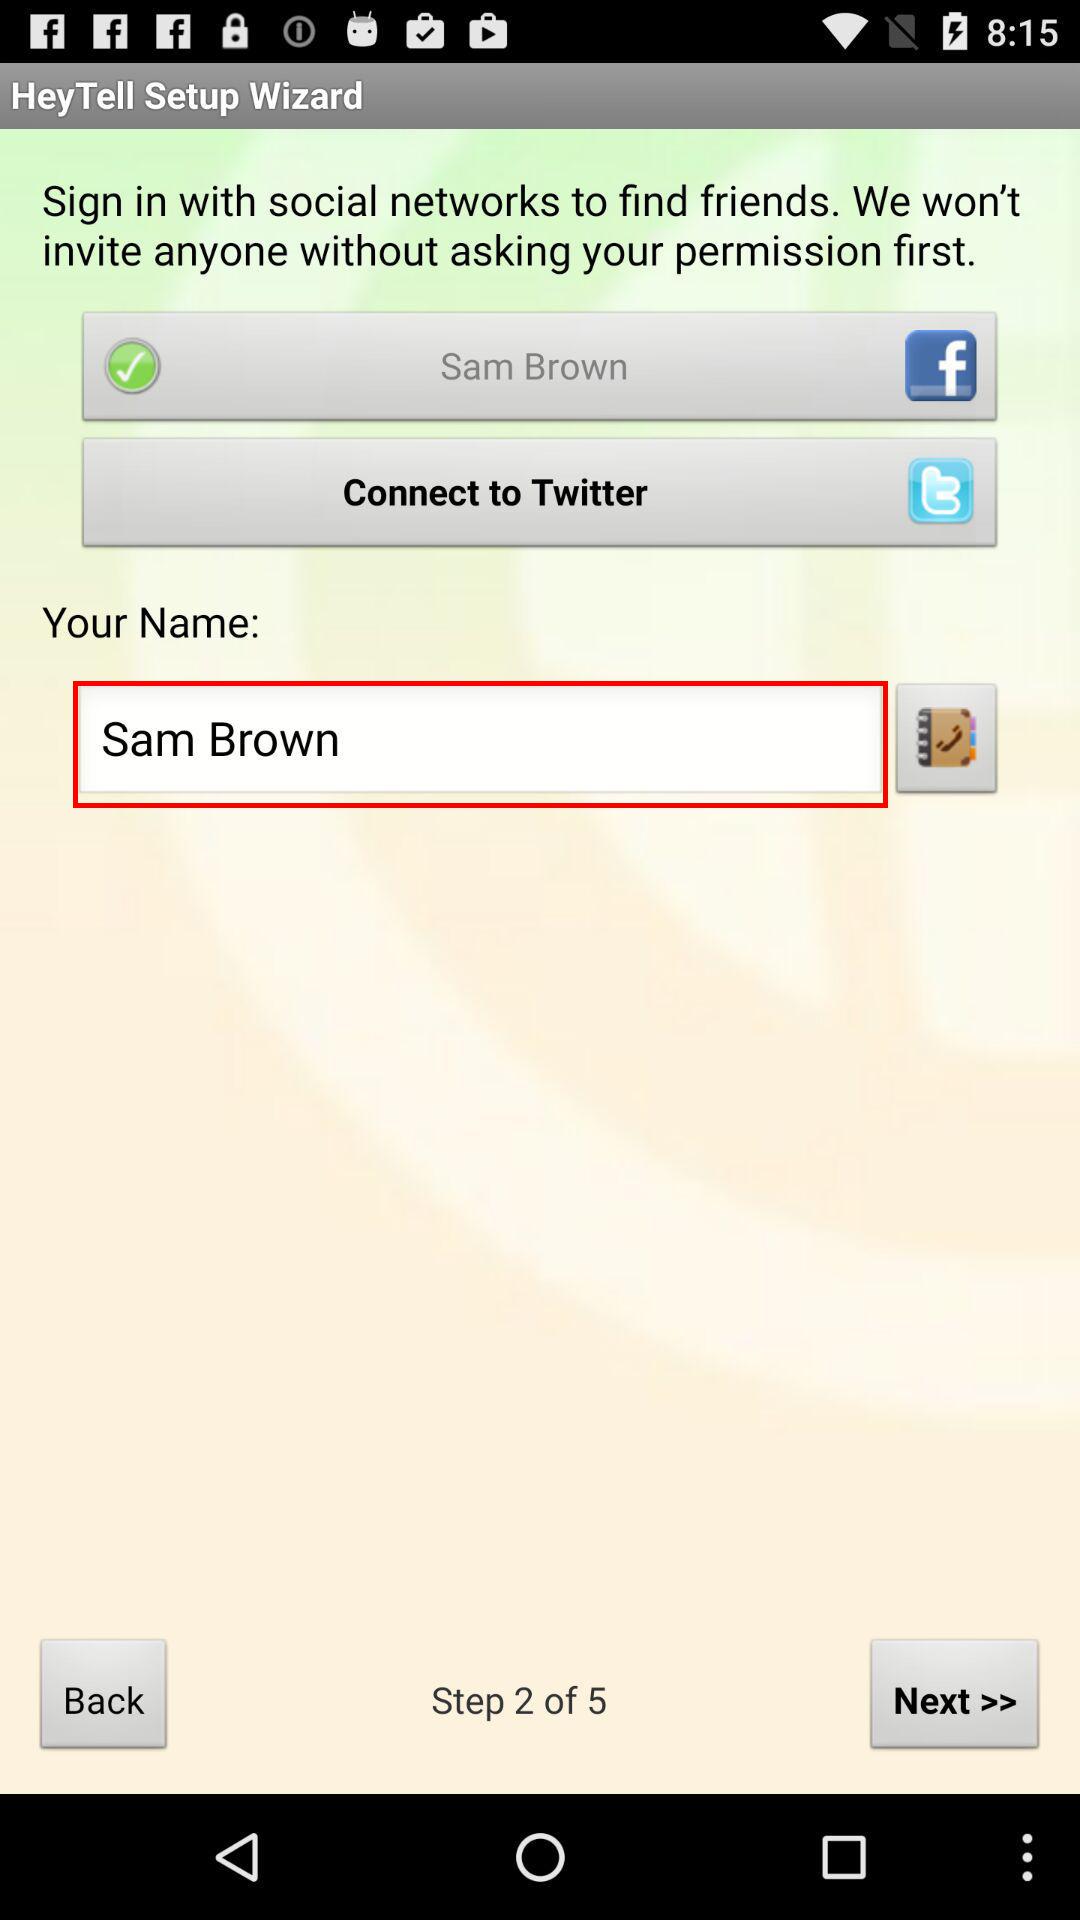 8:15
HeyTell Setup Wizard
Sign in with social networks to find friends. We won’t
invite anyone without asking your permission first.
Sam Brown
Connect to Twitter
Your Name:
Sam Brown
Back
Step 2 of 5
Next >>